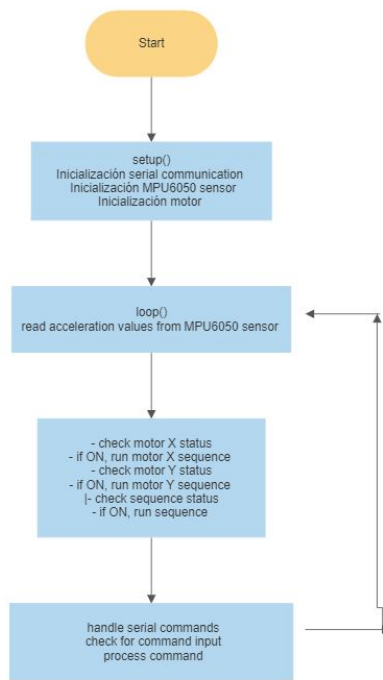 Start
setup()
Inicialización serial communication
Inicialización MPU6050 sensor
Inicialización motor
loop()
read acceleration values from MPU6050 sensor
- check motor X status
- if ON, run motor X sequence
- check motor Y status
- if ON, run motor Y sequence
|- check sequence status
- if ON, run sequence
handle serial commands
check for command input
process command